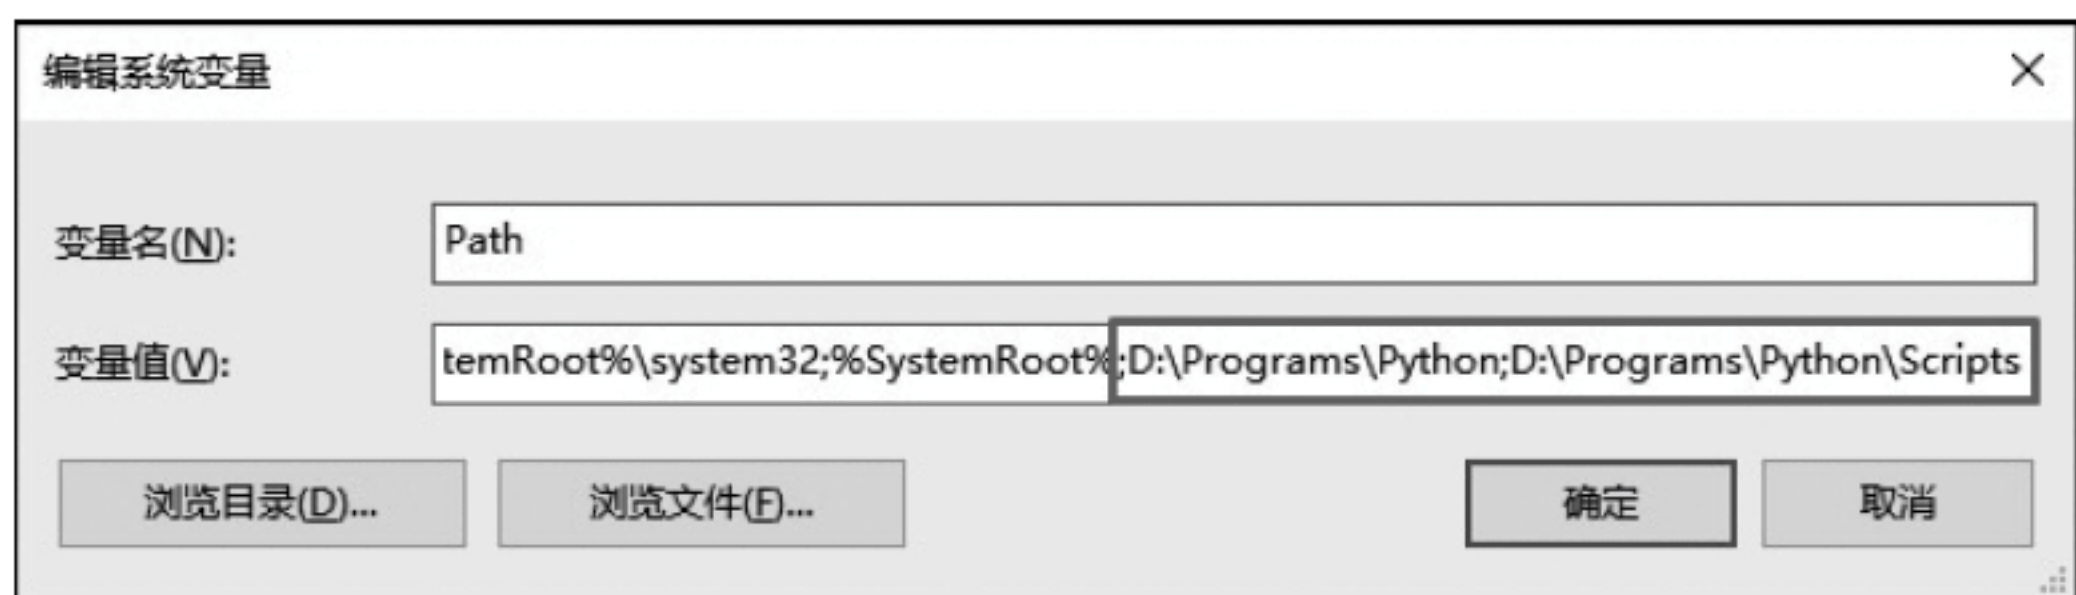 编辑系统变量
变量名(N):
Path
变量值(V):
temRoot%\system32;%SystemRoot%;D:\Programs\Python;D:\Programs\Python\Scripts
浏览目录(D)...
浏览文件(F)...
确定
取消